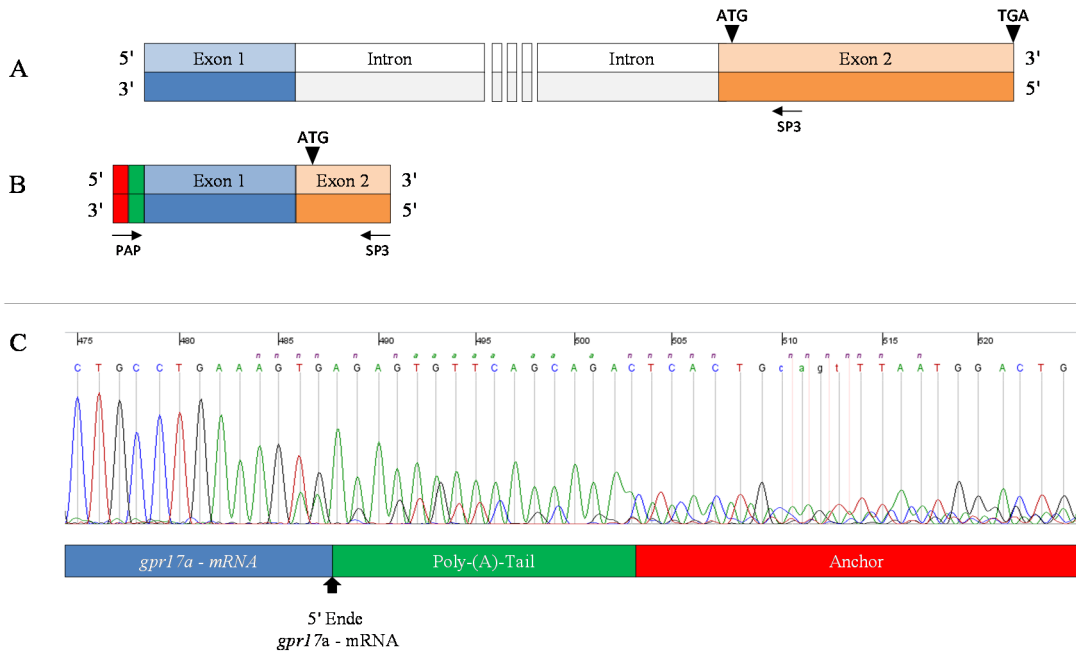 A
5'
3'
Exon 1
Intron
Intron
ATG
TGA
Exon 2
3'
5'
SP3
B
5'
3'
ATG
Exon 1
Exon 2
3'
5'
PAP
SP3
C
475 480 485 490 495 500 505 510 515 520
n n n n n n a a a a a a a a n n n n n n n n n n n n
C T G C C T G A A A G T G A G A G T G T T C A G C A G A C T C A C T G c a g t T T A A T G G A C T G
gpr17a - mRNA
Poly-(A)-Tail
Anchor
5' Ende
gpr17a - mRNA